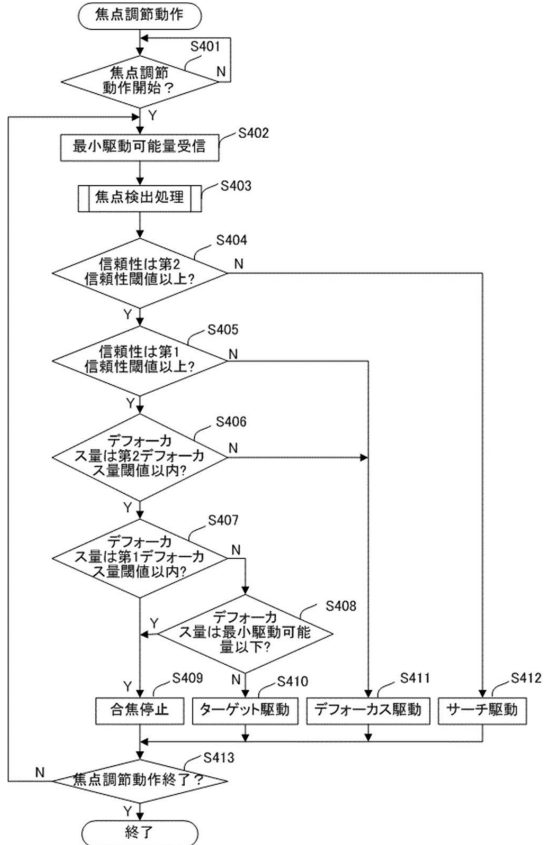 焦点調節動作
S401
焦点調節
動作開始？
N
Y
S402
最小駆動可能量受信
S403
焦点検出処理
S404
信頼性は第2
信頼性閾値以上?
N
Y
S405
信頼性は第1
信頼性閾値以上?
N
Y
S406
デフォーカ
ス量は第2デフォーカ
ス量閾値以内?
N
Y
S407
デフォーカ
ス量は第1デフォーカ
ス量閾値以内?
N
S408
デフォーカ
ス量は最小駆動可能
量以下?
Y
Y
N
S409
合焦停止
S410
ターゲット駆動
S411
デフォーカス駆動
S412
サーチ駆動
S413
焦点調節動作終了？
N
Y
終了